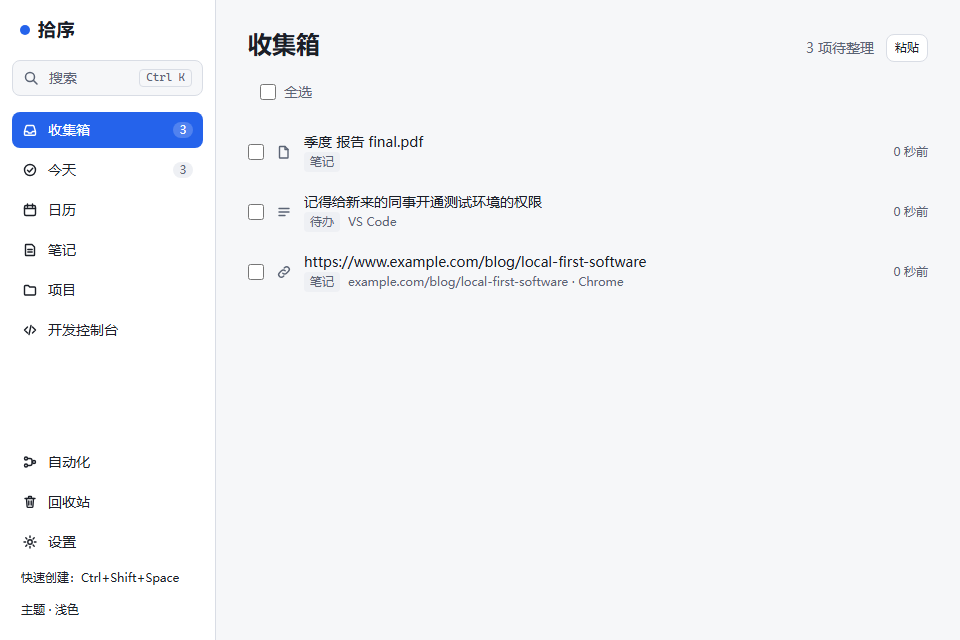 拾序
搜索 Ctrl K
收集箱 3
今天 3
日历
笔记
项目
开发控制台
自动化
回收站
设置
快速创建：Ctrl+Shift+Space
主题 · 浅色
收集箱
3 项待整理 粘贴
全选
季度 报告 final.pdf
笔记
0 秒前
记得给新来的同事开通测试环境的权限
待办 VS Code
0 秒前
https://www.example.com/blog/local-first-software
笔记 example.com/blog/local-first-software · Chrome
0 秒前